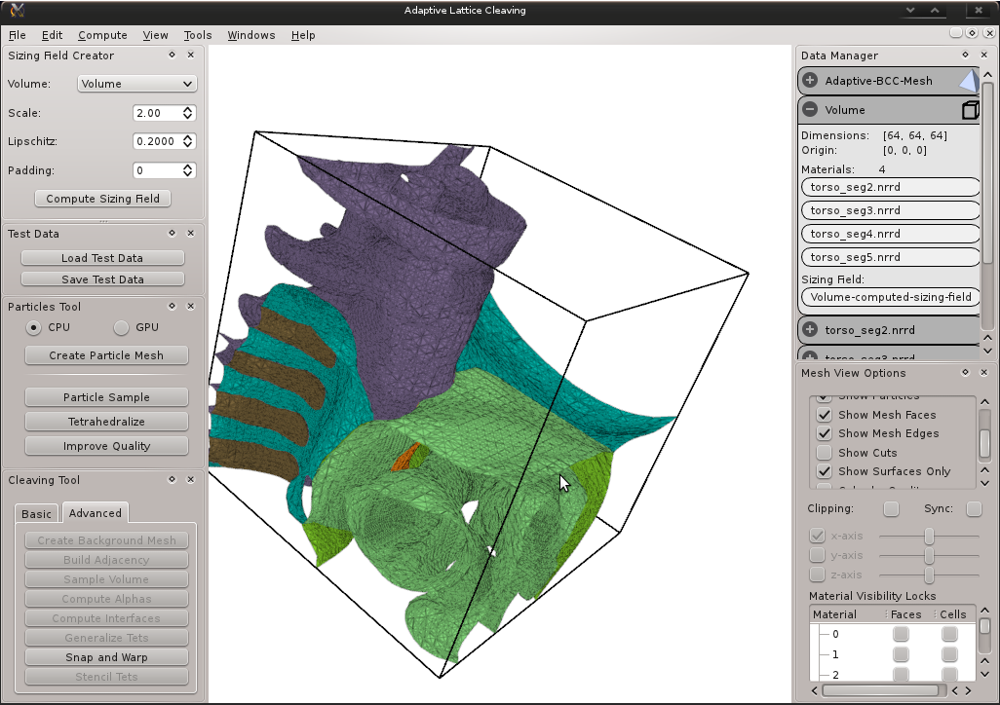 Adaptive Lattice Cleaving
File Edit Compute View Tools Windows Help
Sizing Field Creator
Volume: Volume
Scale: 2.00
Lipschitz: 0.2000
Padding: 0
Compute Sizing Field
Test Data
Load Test Data
Save Test Data
Particles Tool
CPU GPU
Create Particle Mesh
Particle Sample
Tetrahedralize
Improve Quality
Cleaving Tool
Basic Advanced
Create Background Mesh
Build Adjacency
Sample Volume
Compute Alphas
Compute Interfaces
Generalize Tets
Snap and Warp
Stencil Tets
Data Manager
Adaptive-BCC-Mesh
Volume
Dimensions: [64, 64, 64]
Origin: [0, 0, 0]
Materials: 4
torso_seg2.nrrd
torso_seg3.nrrd
torso_seg4.nrrd
torso_seg5.nrrd
Sizing Field:
Volume-computed-sizing-field
torso_seg2.nrrd
torso_seg3.nrrd
Mesh View Options
Show Particles
Show Mesh Faces
Show Mesh Edges
Show Cuts
Show Surfaces Only
Clipping: Sync:
x-axis
y-axis
z-axis
Material Visibility Locks
Material Faces Cells
0
1
2